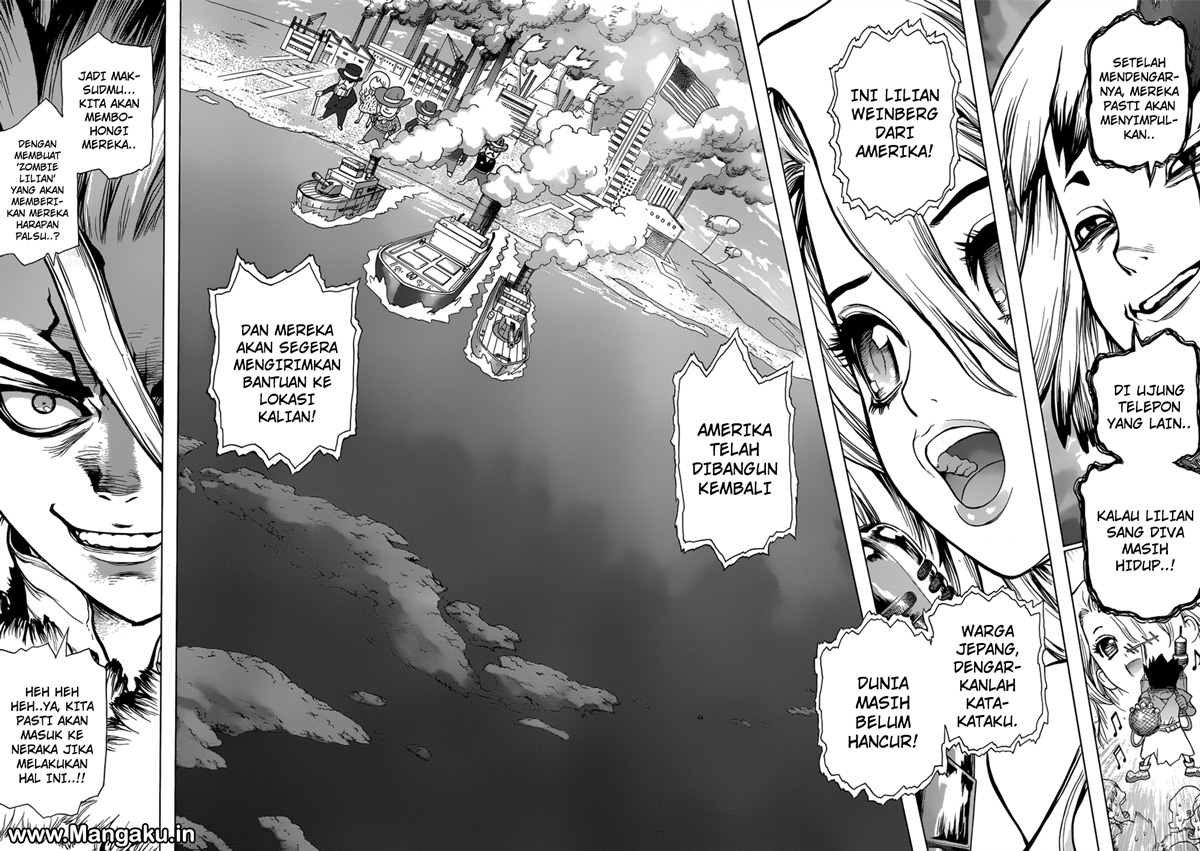 SETELAH
MENDENGAR-
NYA, MEREKA
PASTI AKAN
MENYIMPUL-
KAN..
DI UJUNG
TELEPON
YANG LAIN..
KALAU LILIAN
SANG DIVA
MASIH
HIDUP..!
INI LILIAN
WEINBERG
DARI
AMERIKA!
WARGA
JEPANG,
DENGAR-
KANLAH
KATA-
KATAKU.
DUNIA
MASIH
BELUM
HANCUR!
AMERIKA
TELAH
DIBANGUN
KEMBALI
DAN MEREKA
AKAN SEGERA
MENGIRIMKAN
BANTUAN KE
LOKASI
KALIAN!
JADI MAK-
SUDMU...
KITA AKAN
MEMBO-
HONGI
MEREKA..
DENGAN
MEMBUAT
'ZOMBIE
LILIAN'
YANG AKAN
MEMBERI-
KAN MEREKA
HARAPAN
PALSU..?
HEH HEH
HEH..YA, KITA
PASTI AKAN
MASUK KE
NERAKA JIKA
MELAKUKAN
HAL INI..!!
www.Mangaku.in